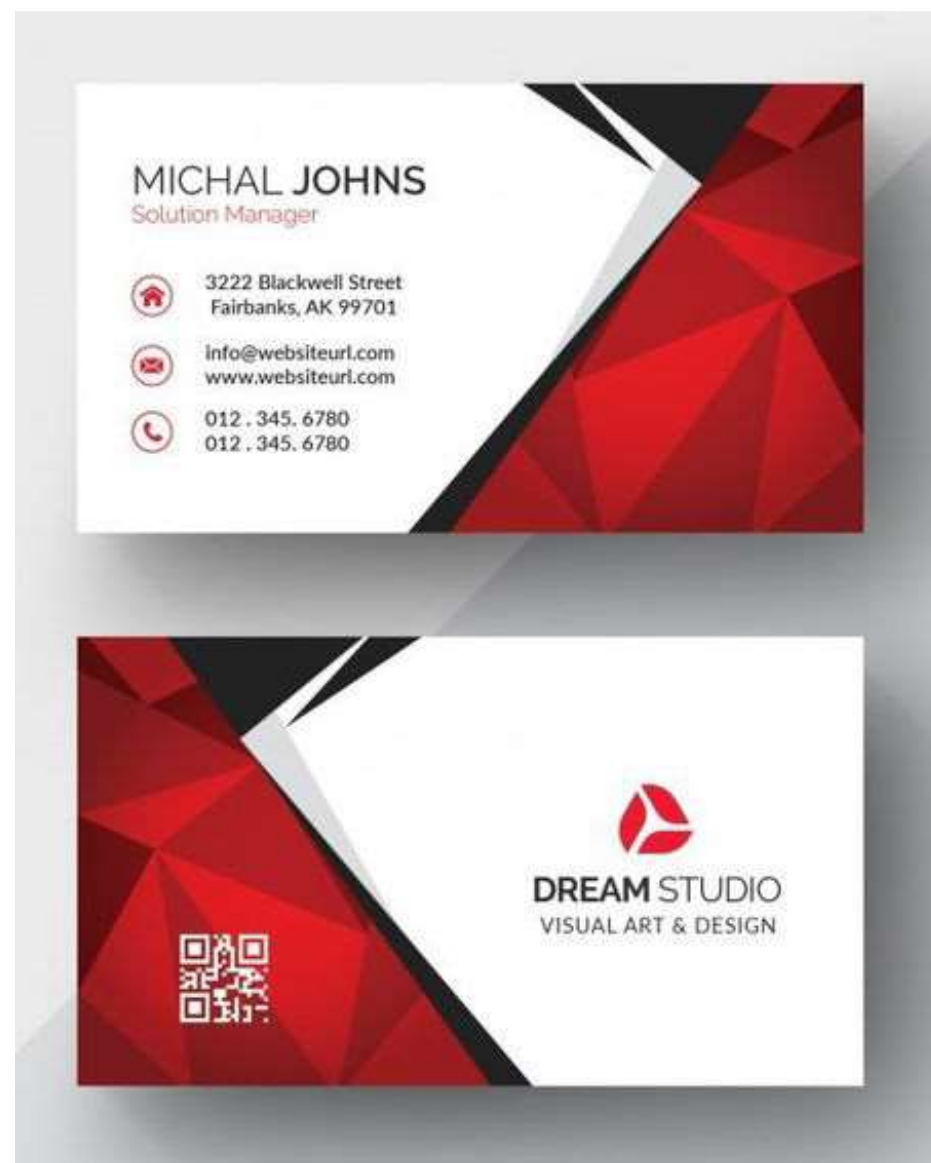 MICHAL JOHNS
Solution Manager
3222 Blackwell Street
Fairbanks, AK 99701
info@websiteurl.com
www.websiteurl.com
012 . 345. 6780
012 . 345. 6780
DREAM STUDIO
VISUAL ART & DESIGN